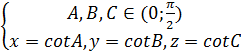 A, B, C ∈ (0; π/2)
x = cotA, y = cotB, z = cotC